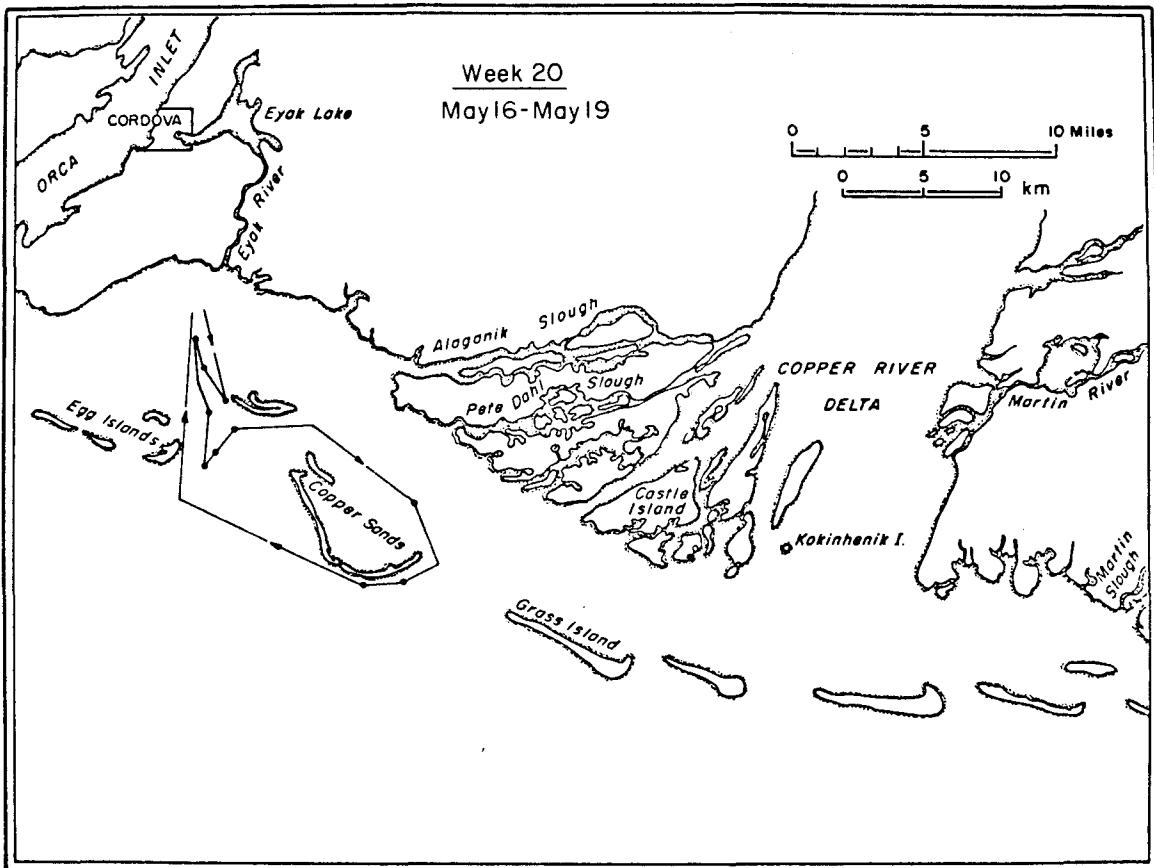 Week 20
May 16-May 19
ORCA INLET
CORDOVA
Eyak Lake
Eyak River
0 5 10 Miles
0 5 10 km
Alaganik Slough
Pete Dahl Slough
COPPER RIVER
DELTA
Martin River
Egg Islands
Copper Sands
Castle
Island
Kokinhenik I.
Martin
Slough
Grass Island